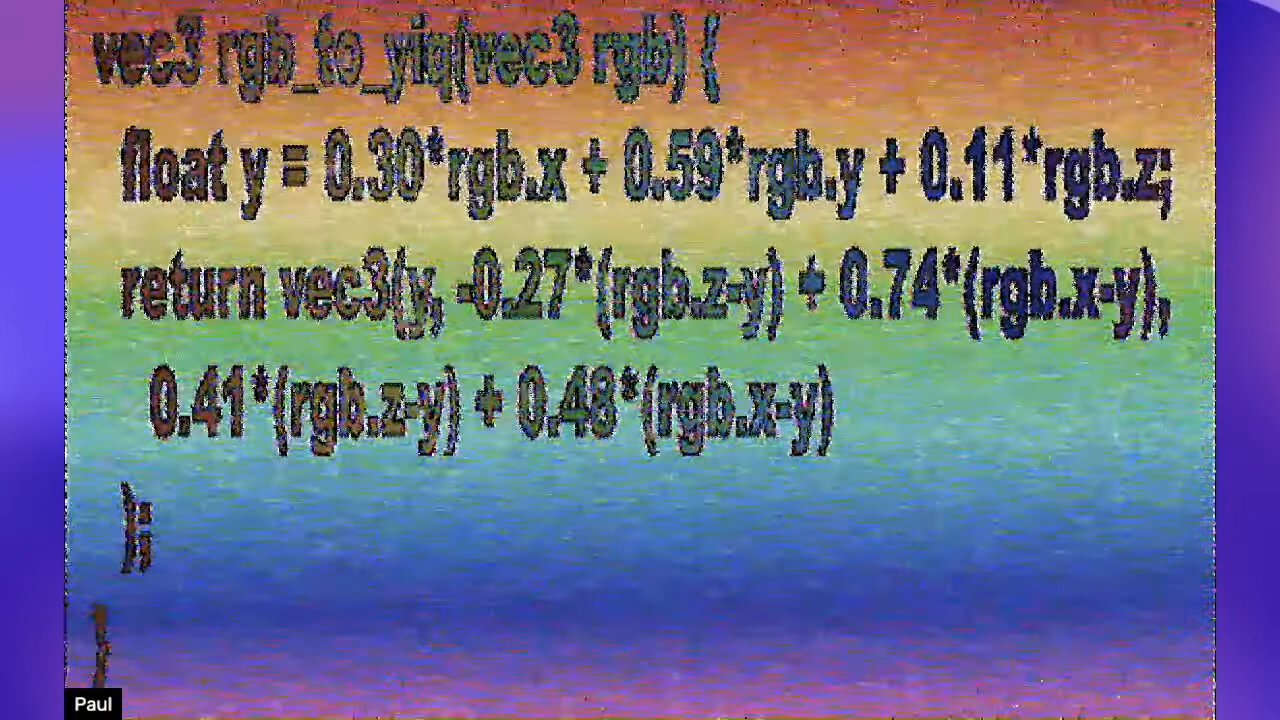 vec3 rgb_to_yiq(vec3 rgb) {
float y = 0.30*rgb.x + 0.59*rgb.y + 0.11*rgb.z;
return vec3(y, -0.27*(rgb.z-y) + 0.74*(rgb.x-y),
0.41*(rgb.z-y) + 0.48*(rgb.x-y)
);
}
Paul